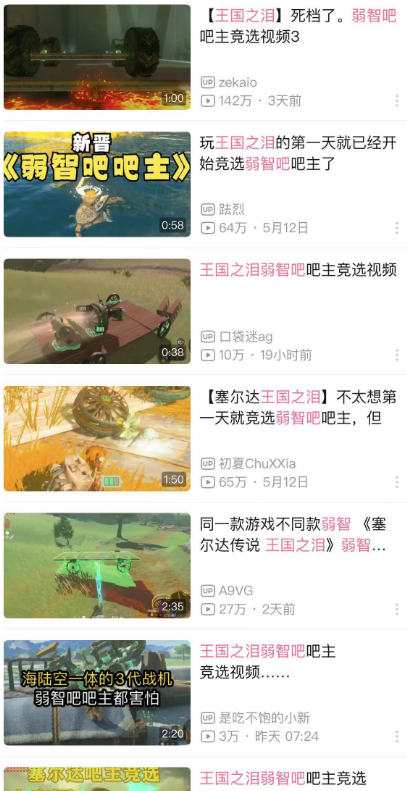 1:00
【王国之泪】死档了。弱智吧
吧主竞选视频3
UP zekaio
142万 · 3天前
新晋
《弱智吧吧主》
0:58
玩王国之泪的第一天就已经开
始竞选弱智吧吧主了
UP 跕烈
64万 · 5月12日
0:38
王国之泪弱智吧吧主竞选视频
UP 口袋迷ag
10万 · 19小时前
1:50
【塞尔达王国之泪】不太想第
一天就竞选弱智吧吧主，但
UP 初夏ChuXXia
65万 · 5月12日
2:35
同一款游戏不同款弱智 《塞
尔达传说 王国之泪》弱智...
UP A9VG
27万 · 2天前
海陆空一体的3代战机
弱智吧吧主都害怕
2:20
王国之泪弱智吧吧主
竞选视频……
UP 是吃不饱的小新
3万 · 昨天 07:24
塞尔达吧主竞选
王国之泪弱智吧吧主竞选